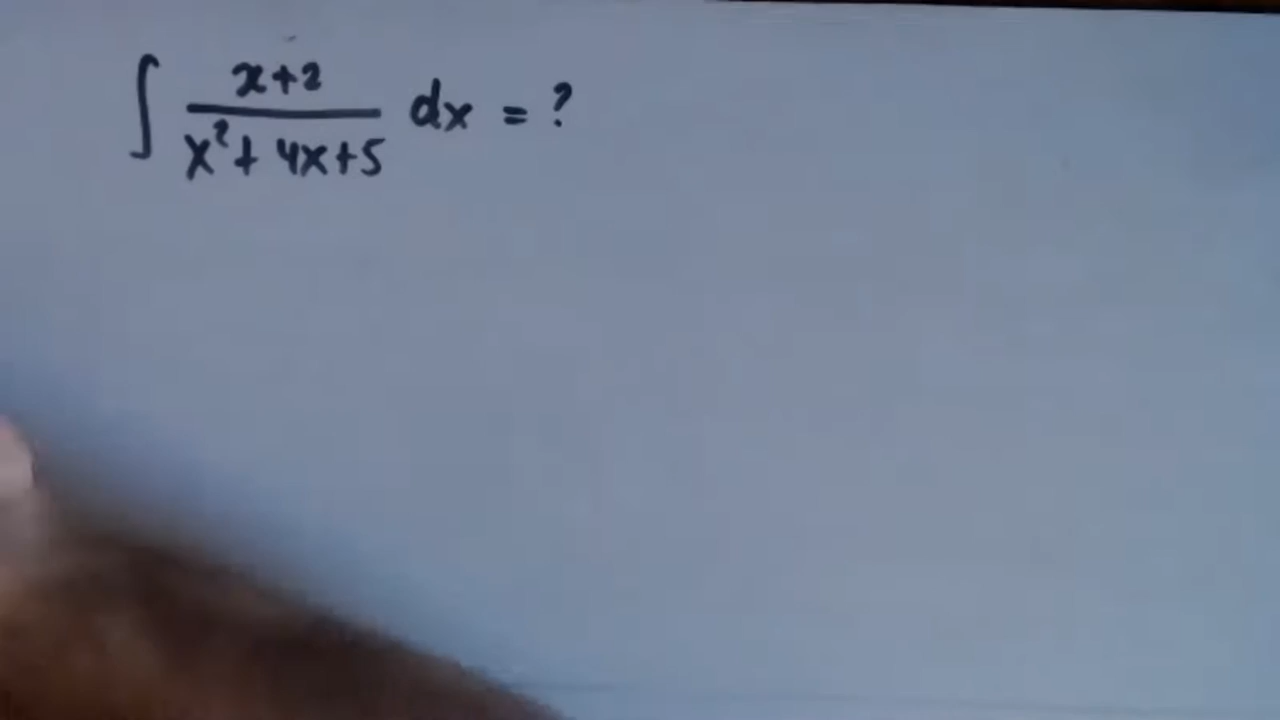 ∫ (x+2)/(x²+4x+5) dx = ?